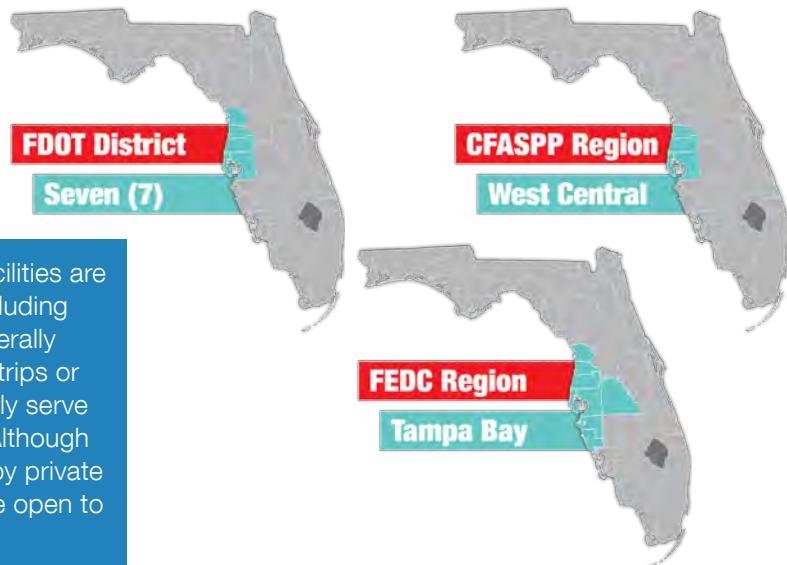 FDOT District
Seven (7)
CFASPP Region
West Central
FEDC Region
Tampa Bay
cilities are
luding
erally
trips or
ly serve
Although
by private
e open to